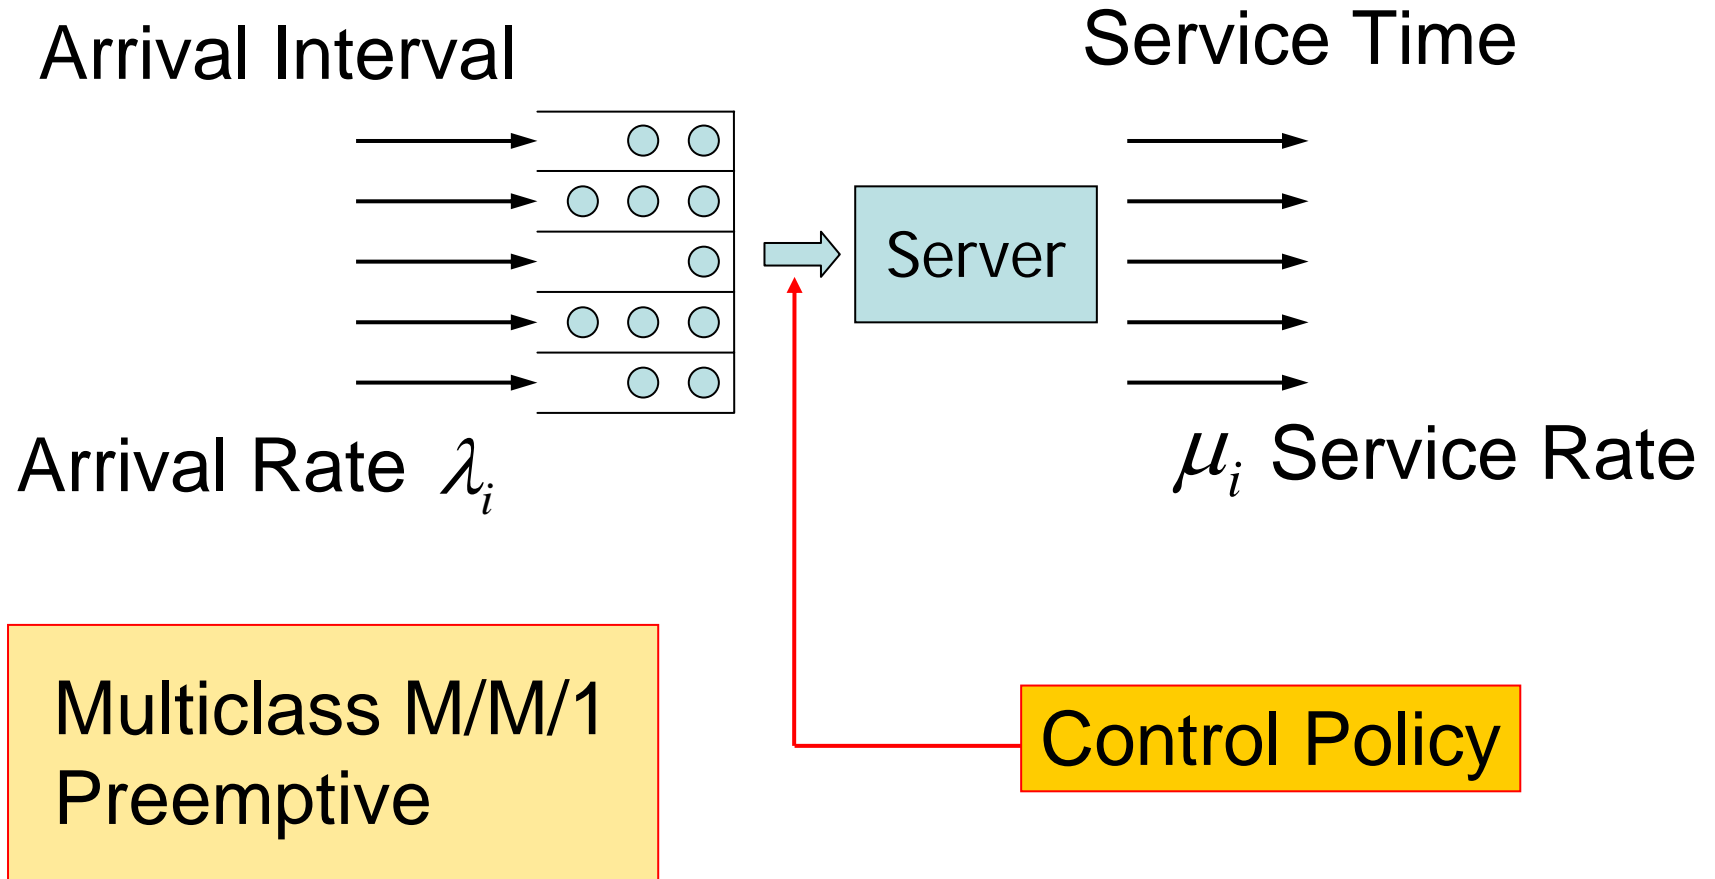 Arrival Interval
Service Time
Server
Arrival Rate λᵢ
μᵢ Service Rate
Multiclass M/M/1
Preemptive
Control Policy